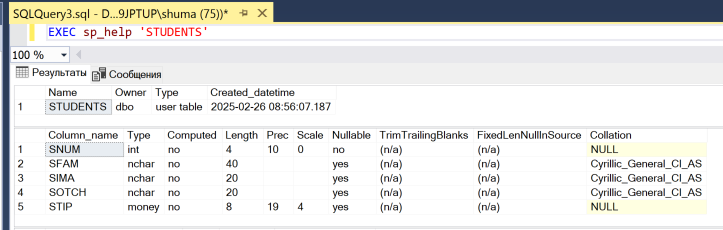 SQLQuery3.sql - D...9JPTUP\shuma (75))*
EXEC sp_help 'STUDENTS'
100 %
Результаты Сообщения
Name Owner Type Created_datetime
1 STUDENTS dbo user table 2025-02-26 08:56:07.187
Column_name Type Computed Length Prec Scale Nullable TrimTrailingBlanks FixedLenNullInSource Collation
1 SNUM int no 4 10 0 no (n/a) (n/a) NULL
2 SFAM nchar no 40 yes (n/a) (n/a) Cyrillic_General_CI_AS
3 SIMA nchar no 20 yes (n/a) (n/a) Cyrillic_General_CI_AS
4 SOTCH nchar no 20 yes (n/a) (n/a) Cyrillic_General_CI_AS
5 STIP money no 8 19 4 yes (n/a) (n/a) NULL